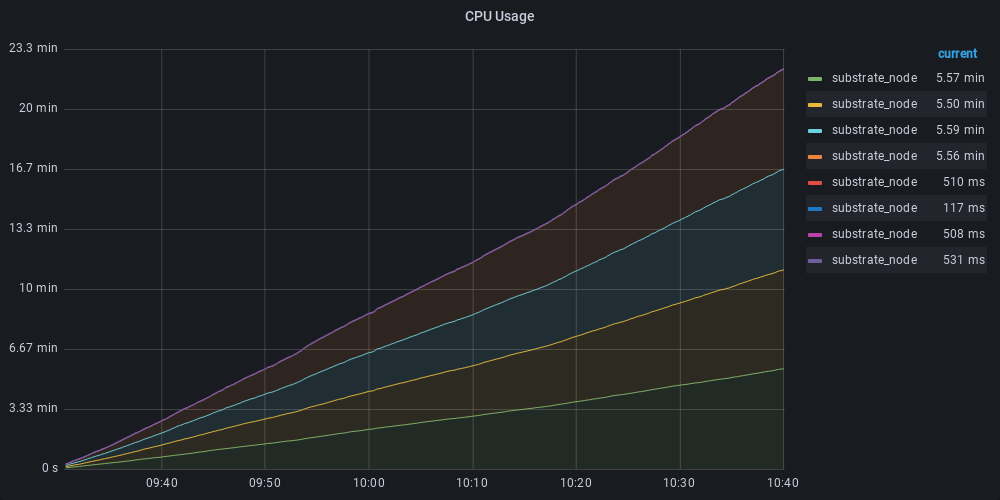 CPU Usage
23.3 min
20 min
16.7 min
13.3 min
10 min
6.67 min
3.33 min
0 s
09:40 09:50 10:00 10:10 10:20 10:30 10:40
current
substrate_node 5.57 min
substrate_node 5.50 min
substrate_node 5.59 min
substrate_node 5.56 min
substrate_node 510 ms
substrate_node 117 ms
substrate_node 508 ms
substrate_node 531 ms